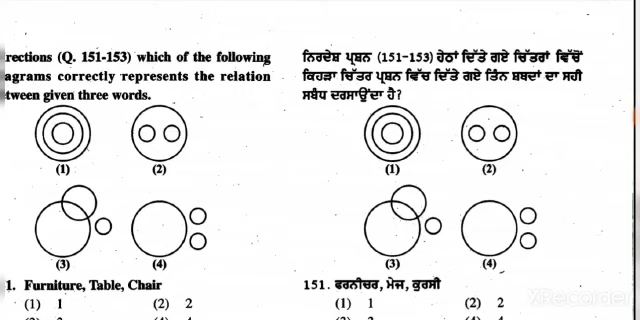 rections (Q. 151-153) which of the following
agrams correctly represents the relation
tween given three words.
(1) (2)
(3) (4)
1. Furniture, Table, Chair
(1) 1 (2) 2
ਨਿਰਦੇਸ਼ ਪ੍ਰਸ਼ਨ (151-153) ਹੇਠਾਂ ਦਿੱਤੇ ਗਏ ਚਿੱਤਰਾਂ ਵਿੱਚੋਂ
ਕਿਹੜਾ ਚਿੱਤਰ ਪ੍ਰਸ਼ਨ ਵਿੱਚ ਦਿੱਤੇ ਗਏ ਤਿੰਨ ਸ਼ਬਦਾਂ ਦਾ ਸਹੀ
ਸਬੰਧ ਦਰਸਾਉਂਦਾ ਹੈ?
(1) (2)
(3) (4)
151. ਫਰਨੀਚਰ, ਮੇਜ, ਕੁਰਸੀ
(1) 1 (2) 2
XRecorder